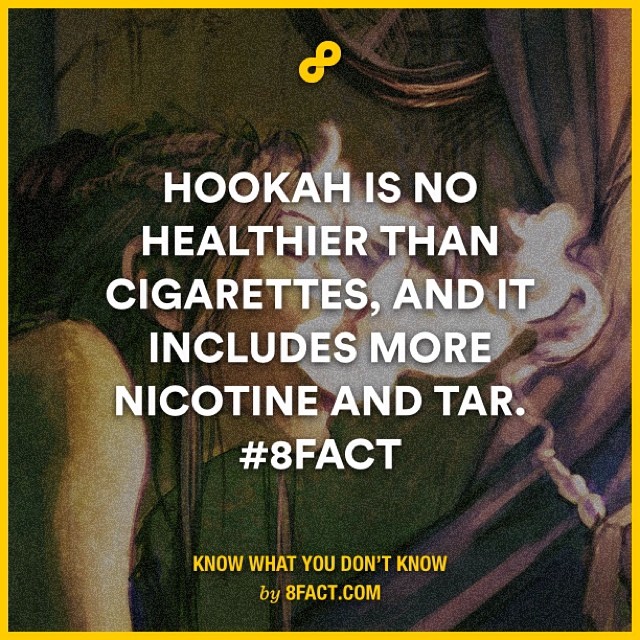 HOOKAH IS NO
HEALTHIER THAN
CIGARETTES, AND IT
INCLUDES MORE
NICOTINE AND TAR.
#8FACT
KNOW WHAT YOU DON'T KNOW
by 8FACT.COM